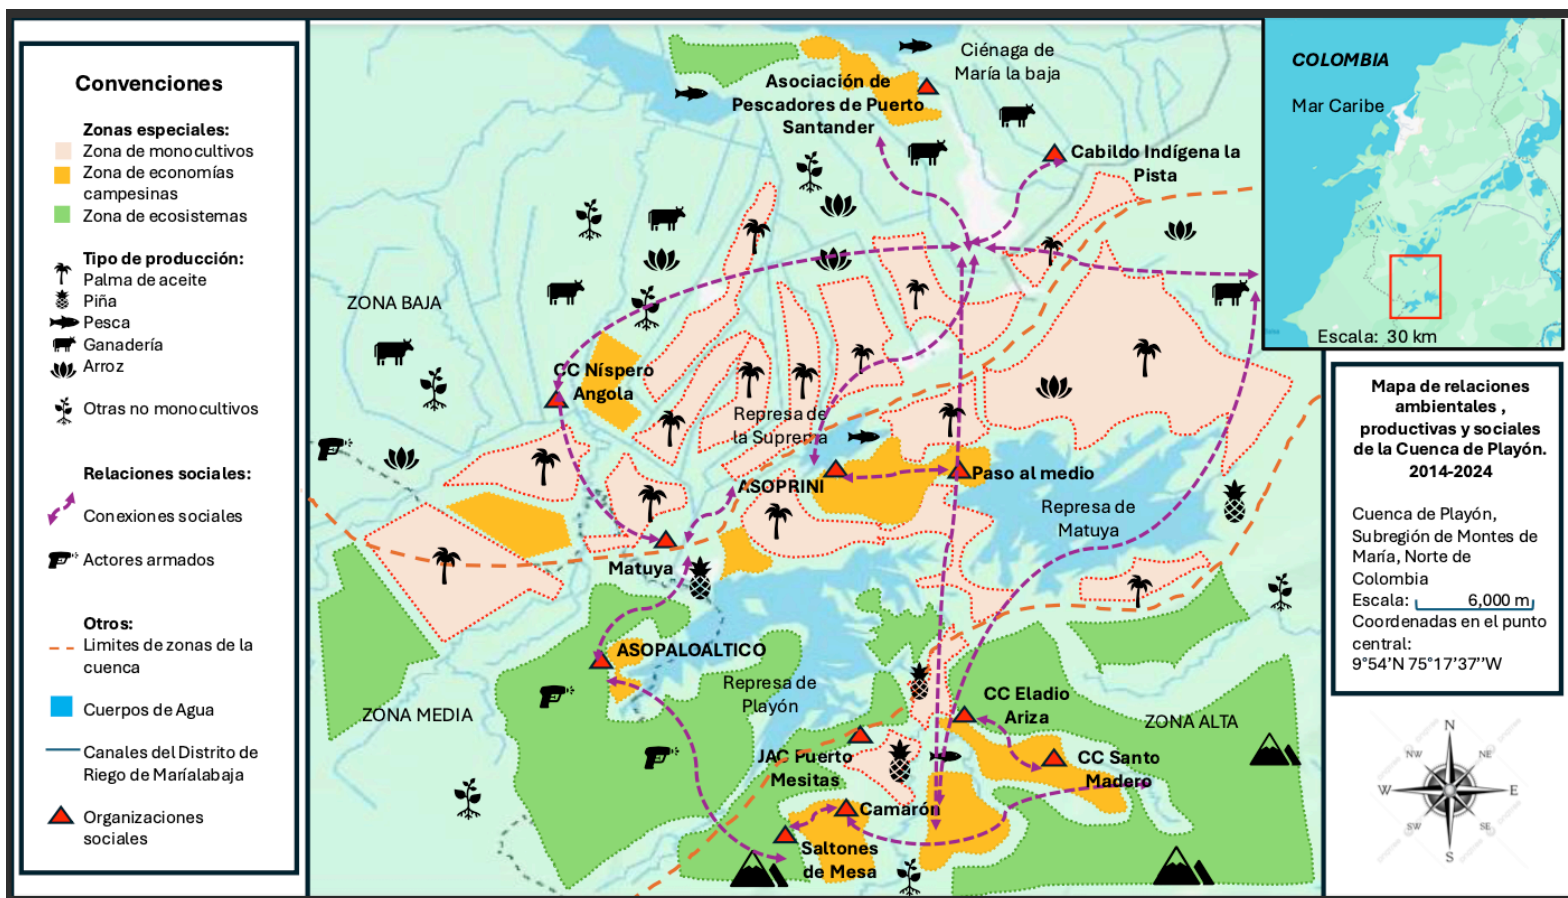 Convenciones
Zonas especiales:
Zona de monocultivos
Zona de economías
campesinas
Zona de ecosistemas
Tipo de producción:
Palma de aceite
Piña
Pesca
Ganadería
Arroz
Otras no monocultivos
Relaciones sociales:
Conexiones sociales
Actores armados
Otros:
Limites de zonas de la
cuenca
Cuerpos de Agua
Canales del Distrito de
Riego de Maríalabaja
Organizaciones
sociales
Ciénaga de
María la baja
Asociación de
Pescadores de Puerto
Santander
Cabildo Indígena la
Pista
ZONA BAJA
CC Níspero
Angola
Represa de
la Suprema
ASOPRINI
Paso al medio
Represa de
Matuya
Matuya
ASOPALOALTICO
Represa de
Playón
ZONA MEDIA
CC Eladio
Ariza
ZONA ALTA
JAC Puerto
Mesitas
CC Santo
Madero
Camarón
Saltones
de Mesa
COLOMBIA
Mar Caribe
Escala: 30 km
Mapa de relaciones
ambientales ,
productivas y sociales
de la Cuenca de Playón.
2014-2024
Cuenca de Playón,
Subregión de Montes de
María, Norte de
Colombia
Escala: 6,000 m
Coordenadas en el punto
central:
9°54'N 75°17'37''W
N
NW NE
W E
SW SE
S